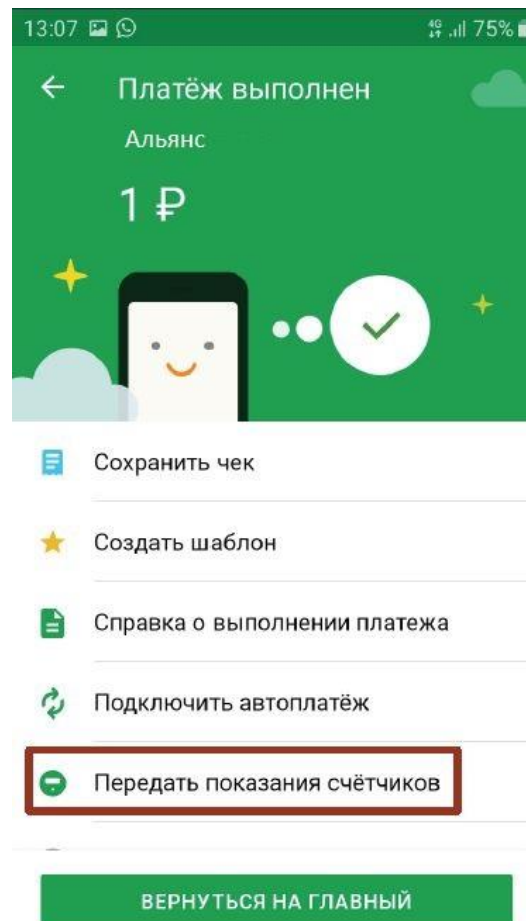 13:07 4G 75%
Платёж выполнен
Альянс
1 ₽
Сохранить чек
Создать шаблон
Справка о выполнении платежа
Подключить автоплатёж
Передать показания счётчиков
ВЕРНУТЬСЯ НА ГЛАВНЫЙ